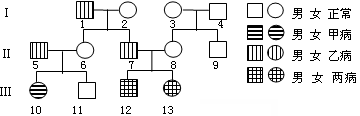 I
1 2 3 4
男 女 正常
男 女 甲病
II
5 6 7 8 9
男 女 乙病
III
10 11 12 13
男 女 两病